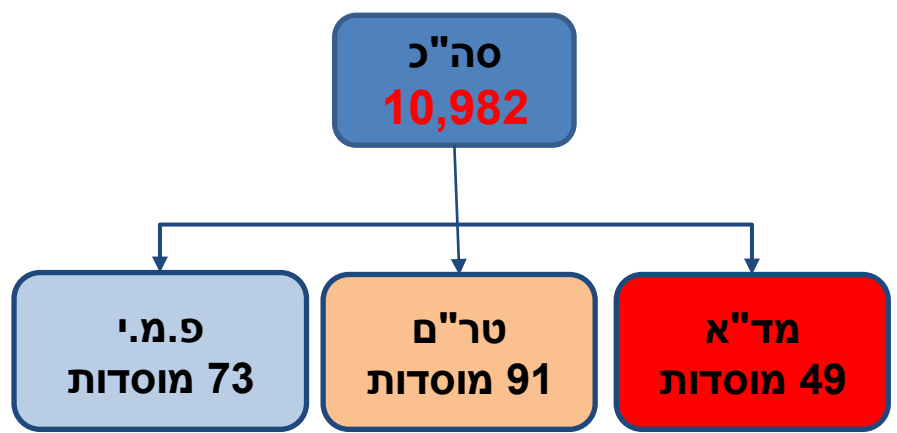 סה"כ
10,982
מד"א
49 מוסדות
טר"ם
91 מוסדות
פ.מ.י
73 מוסדות